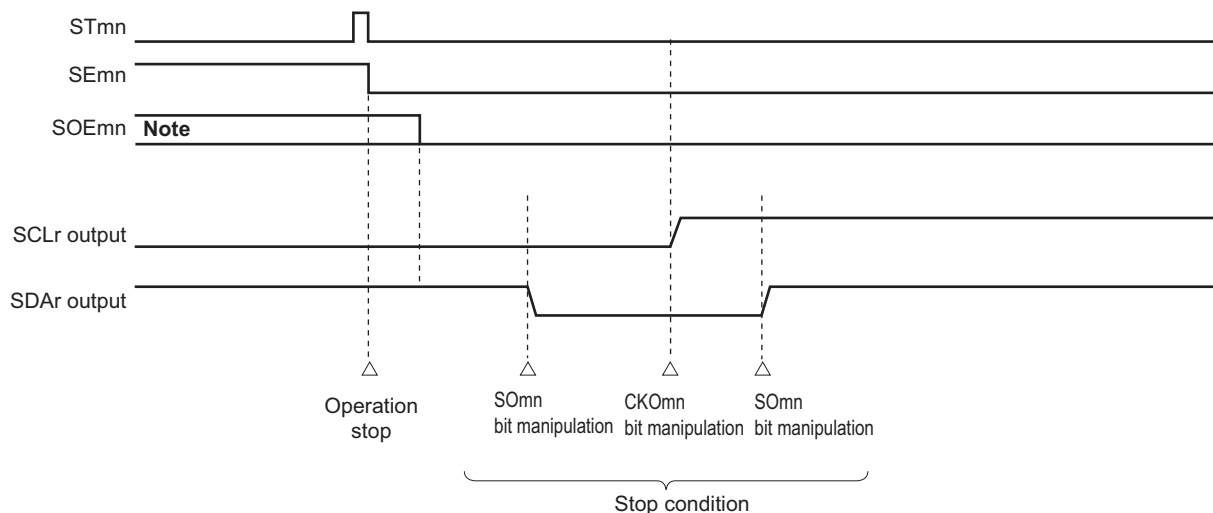 STmn
SEmn
SOEmn Note
SCLr output
SDAr output
Operation
stop
SOmn
bit manipulation
CKOmn
bit manipulation
SOmn
bit manipulation
Stop condition